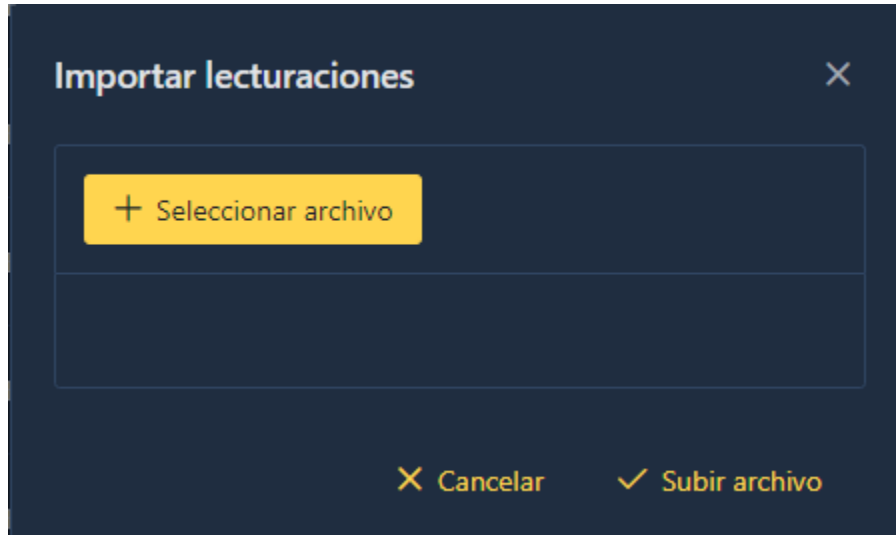 Importar lecturaciones
Seleccionar archivo
Cancelar
Subir archivo